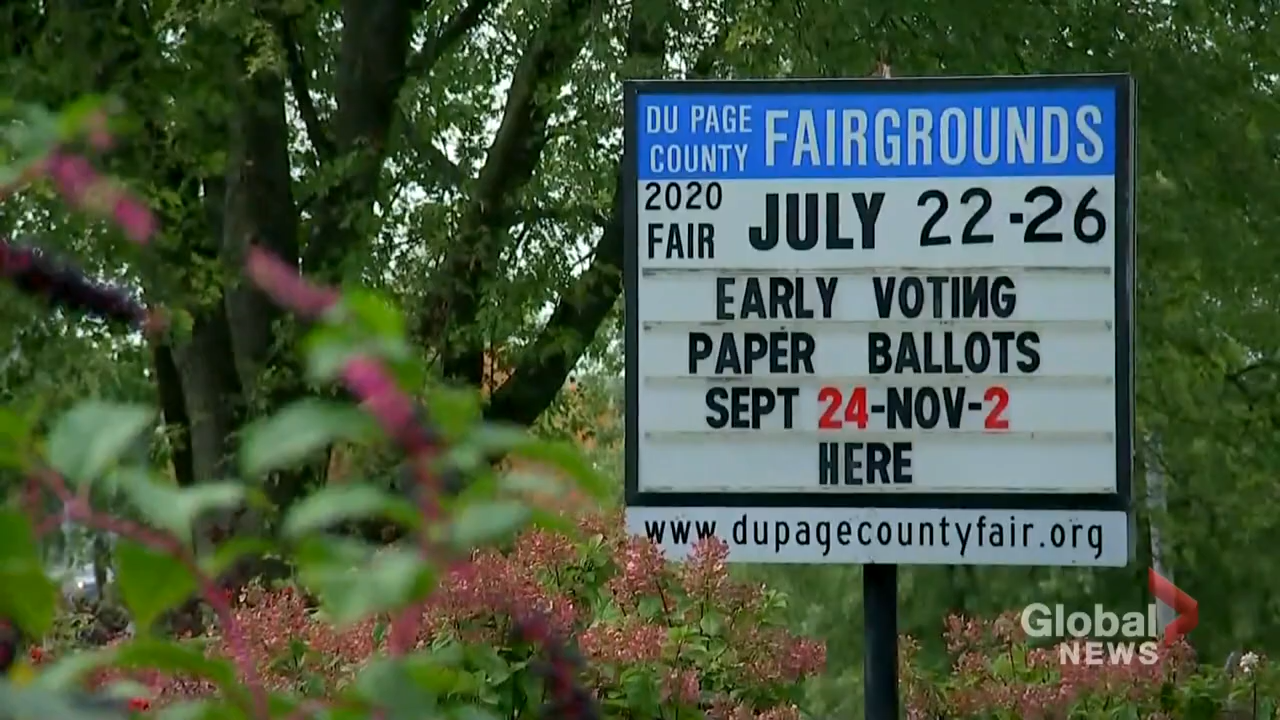 DU PAGE COUNTY FAIRGROUNDS
2020 FAIR JULY 22-26
EARLY VOTING
PAPER BALLOTS
SEPT 24-NOV-2
HERE
www.dupagecountyfair.org
Global
NEWS